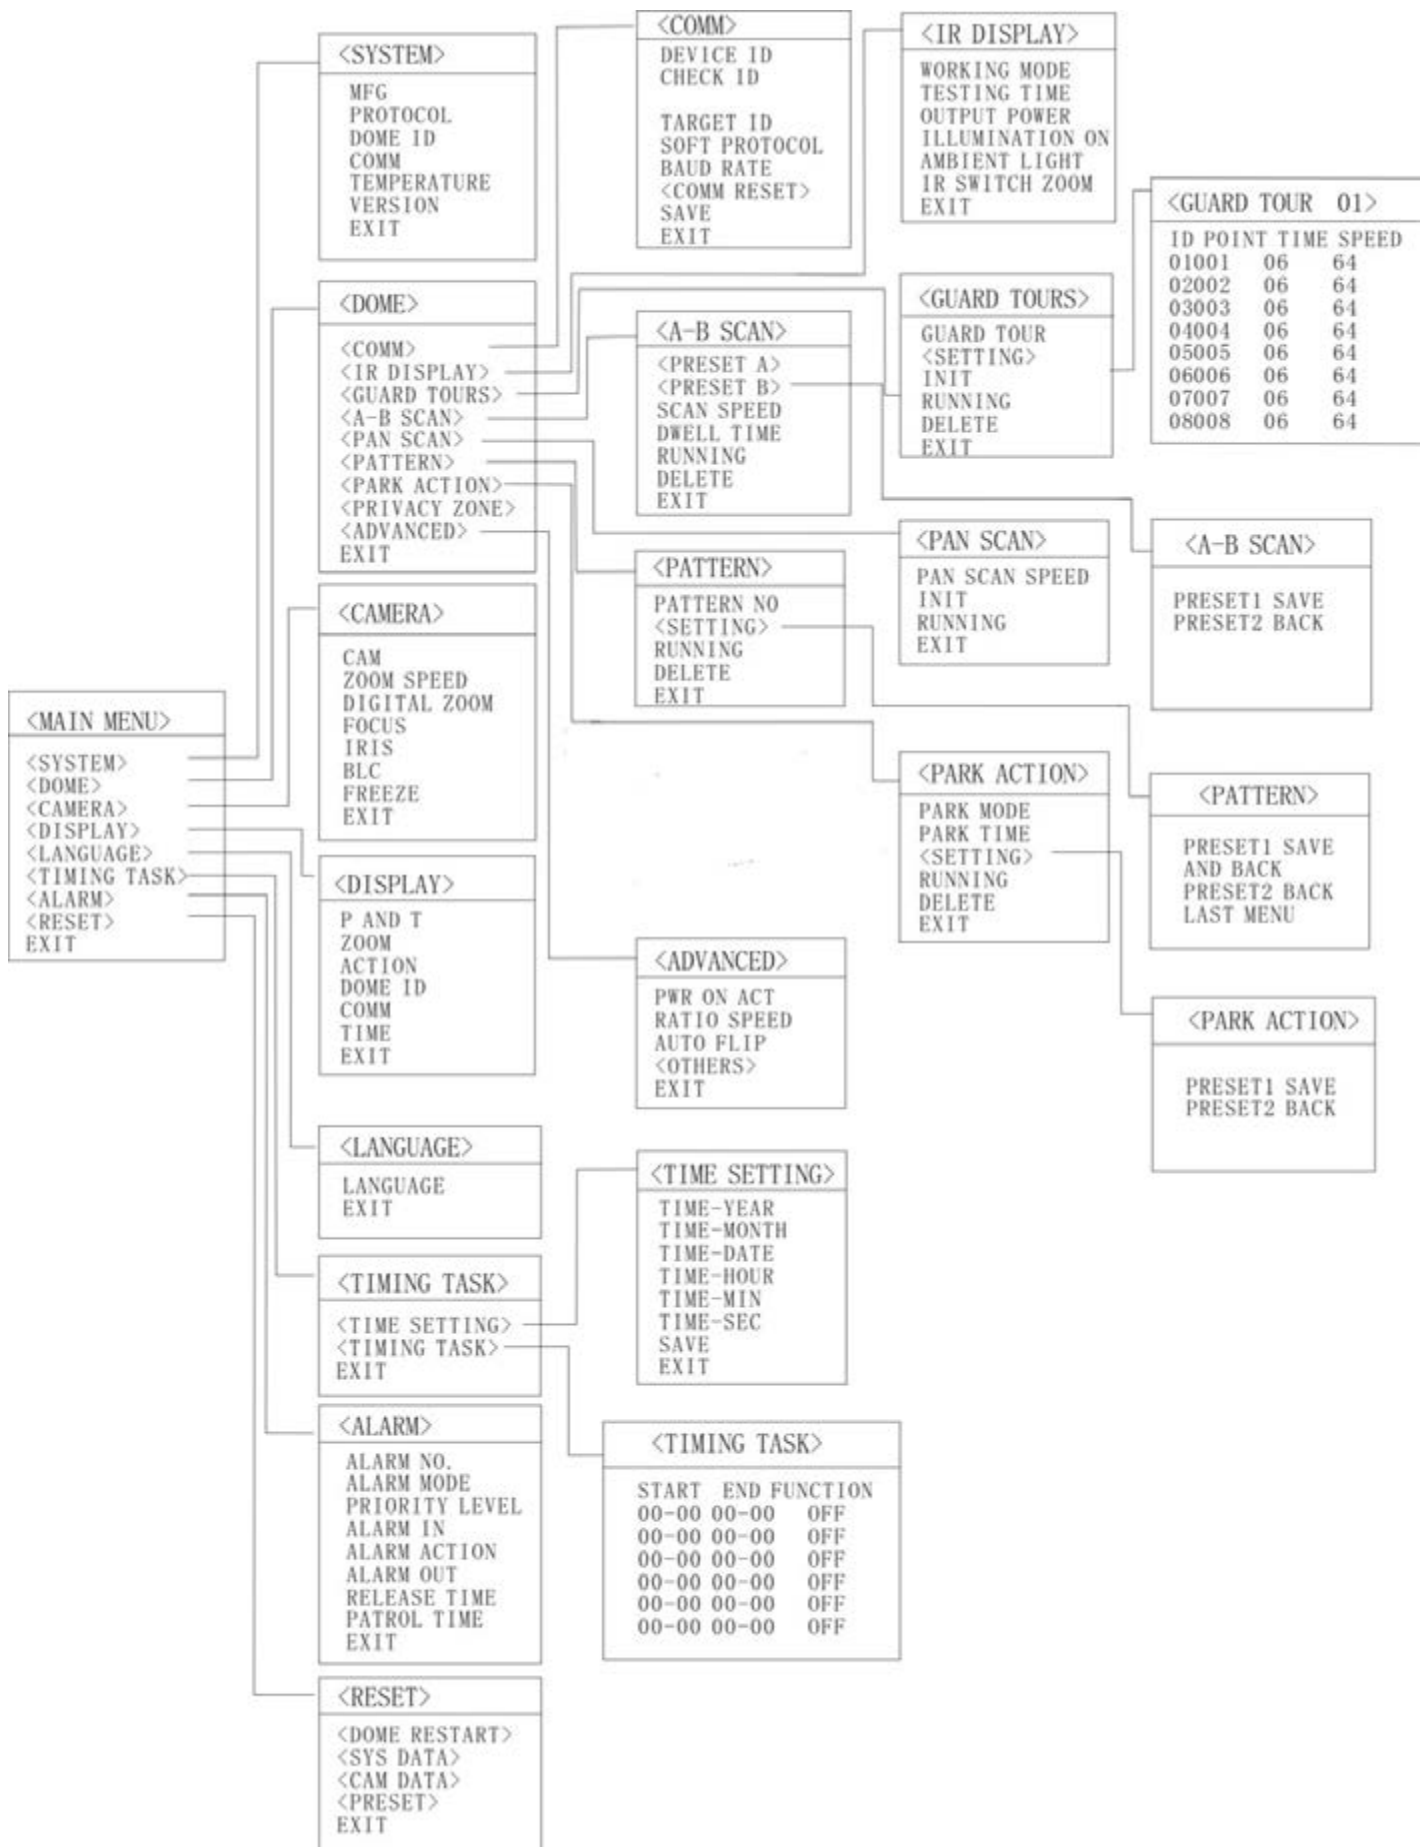 <MAIN MENU>
<SYSTEM>
<DOME>
<CAMERA>
<DISPLAY>
<LANGUAGE>
<TIMING TASK>
<ALARM>
<RESET>
EXIT
<SYSTEM>
MFG
PROTOCOL
DOME ID
COMM
TEMPERATURE
VERSION
EXIT
<DOME>
<COMM>
<IR DISPLAY>
<GUARD TOURS>
<A-B SCAN>
<PAN SCAN>
<PATTERN>
<PARK ACTION>
<PRIVACY ZONE>
<ADVANCED>
EXIT
<CAMERA>
CAM
ZOOM SPEED
DIGITAL ZOOM
FOCUS
IRIS
BLC
FREEZE
EXIT
<DISPLAY>
P AND T
ZOOM
ACTION
DOME ID
COMM
TIME
EXIT
<LANGUAGE>
LANGUAGE
EXIT
<TIMING TASK>
<TIME SETTING>
<TIMING TASK>
EXIT
<ALARM>
ALARM NO.
ALARM MODE
PRIORITY LEVEL
ALARM IN
ALARM ACTION
ALARM OUT
RELEASE TIME
PATROL TIME
EXIT
<RESET>
<DOME RESTART>
<SYS DATA>
<CAM DATA>
<PRESET>
EXIT
<COMM>
DEVICE ID
CHECK ID
TARGET ID
SOFT PROTOCOL
BAUD RATE
<COMM RESET>
SAVE
EXIT
<A-B SCAN>
<PRESET A>
<PRESET B>
SCAN SPEED
DWELL TIME
RUNNING
DELETE
EXIT
<PATTERN>
PATTERN NO
<SETTING>
RUNNING
DELETE
EXIT
<ADVANCED>
PWR ON ACT
RATIO SPEED
AUTO FLIP
<OTHERS>
EXIT
<TIME SETTING>
TIME-YEAR
TIME-MONTH
TIME-DATE
TIME-HOUR
TIME-MIN
TIME-SEC
SAVE
EXIT
<TIMING TASK>
START END FUNCTION
00-00 00-00 OFF
00-00 00-00 OFF
00-00 00-00 OFF
00-00 00-00 OFF
00-00 00-00 OFF
00-00 00-00 OFF
<IR DISPLAY>
WORKING MODE
TESTING TIME
OUTPUT POWER
ILLUMINATION ON
AMBIENT LIGHT
IR SWITCH ZOOM
EXIT
<GUARD TOURS>
GUARD TOUR
<SETTING>
INIT
RUNNING
DELETE
EXIT
<PAN SCAN>
PAN SCAN SPEED
INIT
RUNNING
EXIT
<PARK ACTION>
PARK MODE
PARK TIME
<SETTING>
RUNNING
DELETE
EXIT
<GUARD TOUR 01>
ID POINT TIME SPEED
01001 06 64
02002 06 64
03003 06 64
04004 06 64
05005 06 64
06006 06 64
07007 06 64
08008 06 64
<A-B SCAN>
PRESET1 SAVE
PRESET2 BACK
<PATTERN>
PRESET1 SAVE
AND BACK
PRESET2 BACK
LAST MENU
<PARK ACTION>
PRESET1 SAVE
PRESET2 BACK